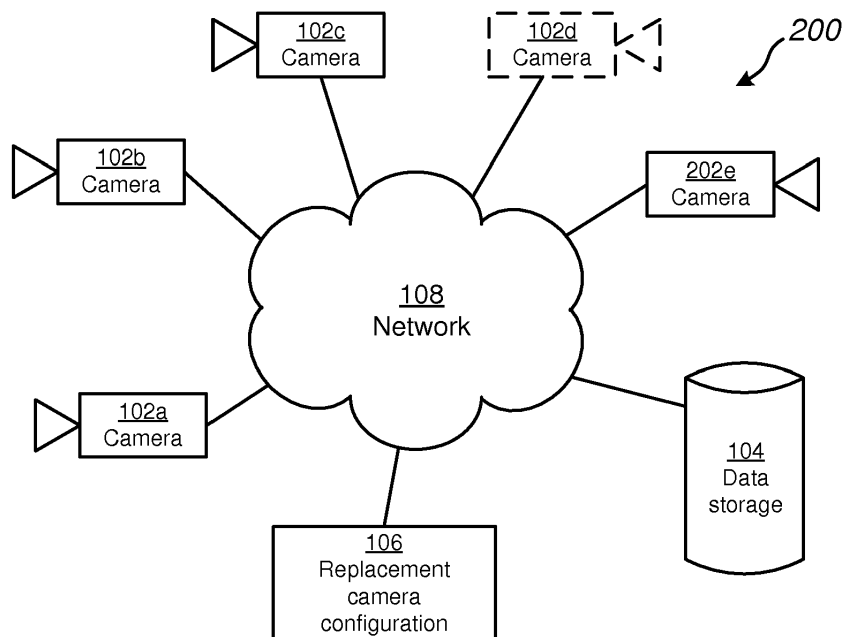 102c
Camera
102d
Camera
200
102b
Camera
202e
Camera
108
Network
102a
Camera
104
Data
storage
106
Replacement
camera
configuration